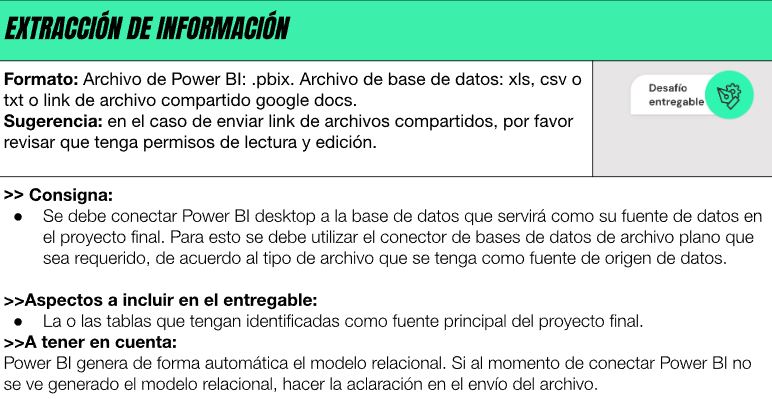 EXTRACCIÓN DE INFORMACIÓN
Formato: Archivo de Power BI: .pbix. Archivo de base de datos: xls, csv o
txt o link de archivo compartido google docs.
Sugerencia: en el caso de enviar link de archivos compartidos, por favor
revisar que tenga permisos de lectura y edición.
Desafío
entregable
>> Consigna:
● Se debe conectar Power BI desktop a la base de datos que servirá como su fuente de datos en
el proyecto final. Para esto se debe utilizar el conector de bases de datos de archivo plano que
sea requerido, de acuerdo al tipo de archivo que se tenga como fuente de origen de datos.
>>Aspectos a incluir en el entregable:
● La o las tablas que tengan identificadas como fuente principal del proyecto final.
>>A tener en cuenta:
Power BI genera de forma automática el modelo relacional. Si al momento de conectar Power BI no
se ve generado el modelo relacional, hacer la aclaración en el envío del archivo.